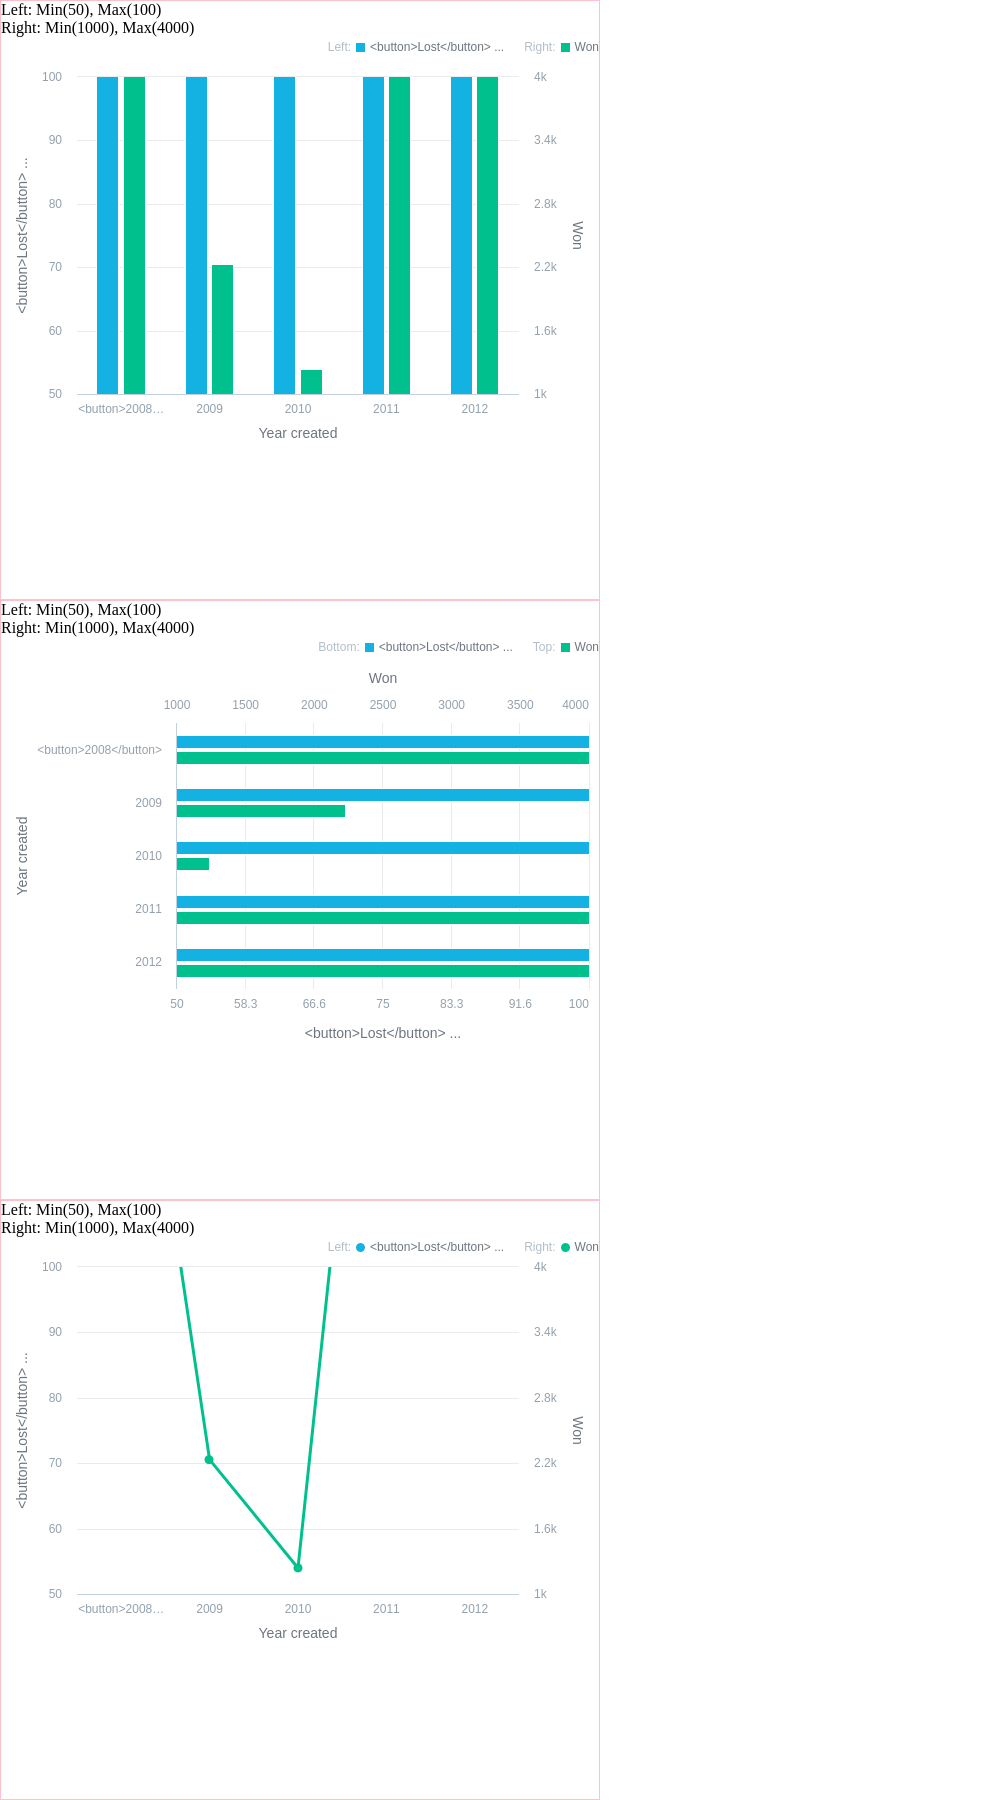 Left: Min(50), Max(100)
Right: Min(1000), Max(4000)
Left: <button>Lost</button> ... Right: Won
100 4k
90 3.4k
80 2.8k
70 2.2k
60 1.6k
50 1k
<button>Lost</button> ...
Won
<button>2008… 2009 2010 2011 2012
Year created
Left: Min(50), Max(100)
Right: Min(1000), Max(4000)
Bottom: <button>Lost</button> ... Top: Won
Won
1000 1500 2000 2500 3000 3500 4000
<button>2008</button>
2009
2010
2011
2012
Year created
50 58.3 66.6 75 83.3 91.6 100
<button>Lost</button> ...
Left: Min(50), Max(100)
Right: Min(1000), Max(4000)
Left: <button>Lost</button> ... Right: Won
100 4k
90 3.4k
80 2.8k
70 2.2k
60 1.6k
50 1k
<button>Lost</button> ...
Won
<button>2008… 2009 2010 2011 2012
Year created